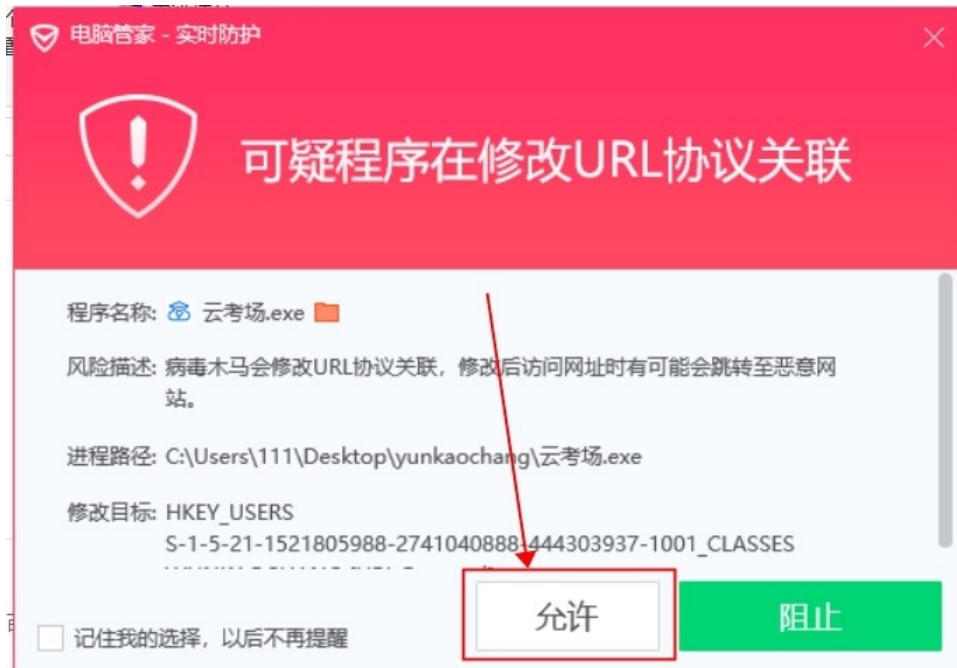 电脑管家 - 实时防护
可疑程序在修改URL协议关联
程序名称: 云考场.exe
风险描述: 病毒木马会修改URL协议关联，修改后访问网址时有可能会跳转至恶意网
站。
进程路径: C:\Users\111\Desktop\yunkaochang\云考场.exe
修改目标: HKEY_USERS
S-1-5-21-1521805988-2741040888-444303937-1001_CLASSES
记住我的选择，以后不再提醒
允许
阻止